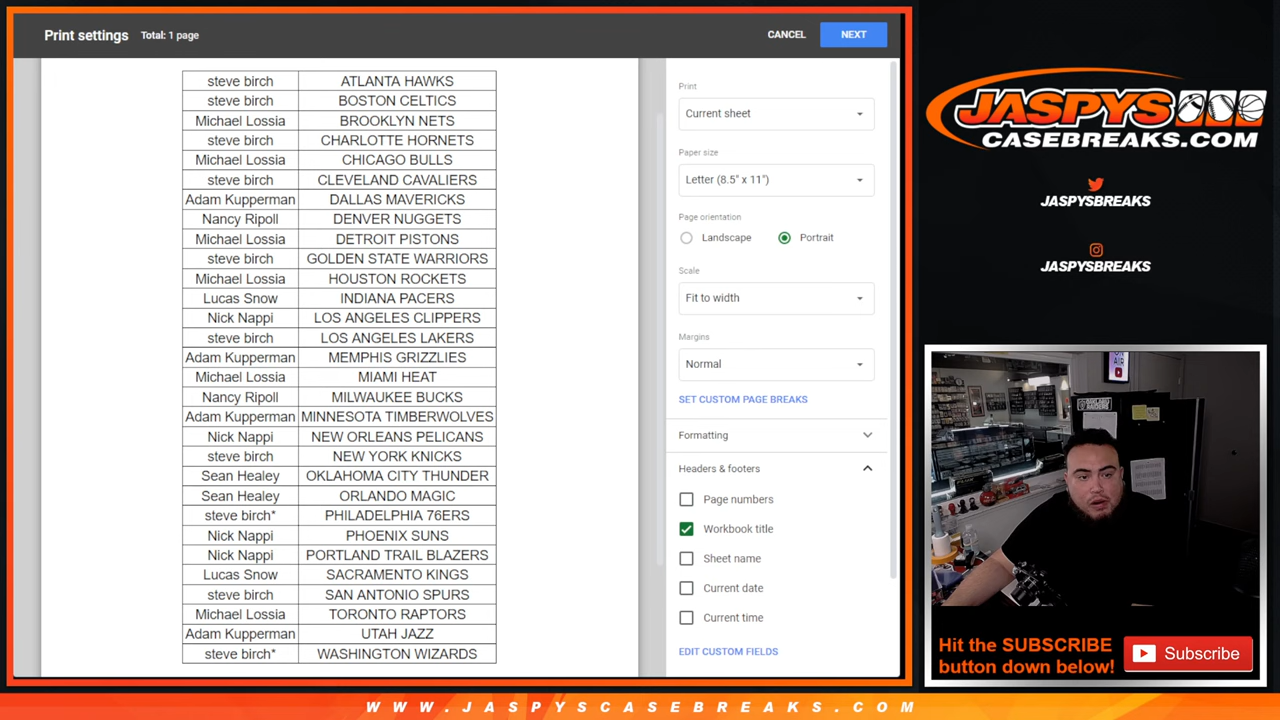 Print settings
Total: 1 page
CANCEL
NEXT
steve birch ATLANTA HAWKS
steve birch BOSTON CELTICS
Michael Lossia BROOKLYN NETS
steve birch CHARLOTTE HORNETS
Michael Lossia CHICAGO BULLS
steve birch CLEVELAND CAVALIERS
Adam Kupperman DALLAS MAVERICKS
Nancy Ripoll DENVER NUGGETS
Michael Lossia DETROIT PISTONS
steve birch GOLDEN STATE WARRIORS
Michael Lossia HOUSTON ROCKETS
Lucas Snow INDIANA PACERS
Nick Nappi LOS ANGELES CLIPPERS
steve birch LOS ANGELES LAKERS
Adam Kupperman MEMPHIS GRIZZLIES
Michael Lossia MIAMI HEAT
Nancy Ripoll MILWAUKEE BUCKS
Adam Kupperman MINNESOTA TIMBERWOLVES
Nick Nappi NEW ORLEANS PELICANS
steve birch NEW YORK KNICKS
Sean Healey OKLAHOMA CITY THUNDER
Sean Healey ORLANDO MAGIC
steve birch* PHILADELPHIA 76ERS
Nick Nappi PHOENIX SUNS
Nick Nappi PORTLAND TRAIL BLAZERS
Lucas Snow SACRAMENTO KINGS
steve birch SAN ANTONIO SPURS
Michael Lossia TORONTO RAPTORS
Adam Kupperman UTAH JAZZ
steve birch* WASHINGTON WIZARDS
Print
Current sheet
Paper size
Letter (8.5" x 11")
Page orientation
Landscape
Portrait
Scale
Fit to width
Margins
Normal
SET CUSTOM PAGE BREAKS
Formatting
Headers & footers
Page numbers
Workbook title
Sheet name
Current date
Current time
EDIT CUSTOM FIELDS
JASPYS
CASEBREAKS.COM
JASPYSBREAKS
JASPYSBREAKS
Hit the SUBSCRIBE
button down below!
Subscribe
WWW.JASPYSCASEBREAKS.COM